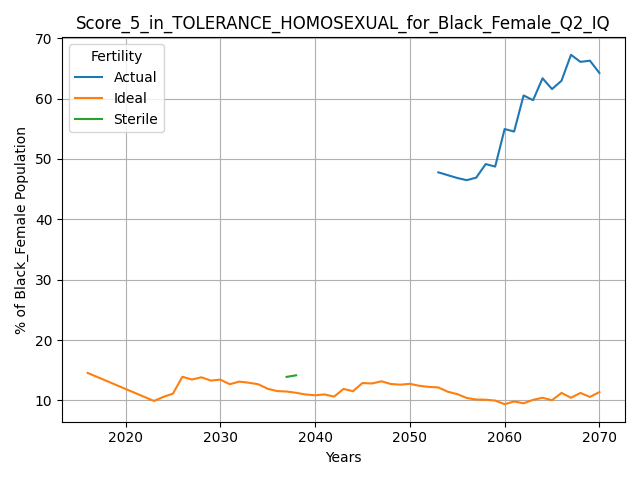 Score_5_in_TOLERANCE_HOMOSEXUAL_for_Black_Female_Q2_IQ
Fertility
Actual
Ideal
Sterile
% of Black_Female Population
70
60
50
40
30
20
10
2020 2030 2040 2050 2060 2070
Years